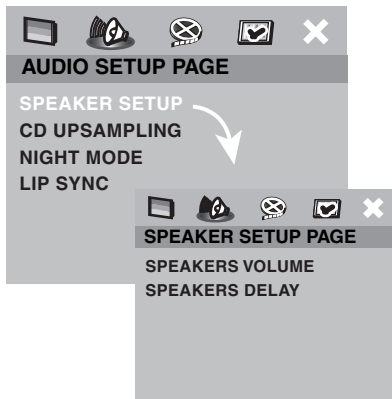 AUDIO SETUP PAGE
SPEAKER SETUP
CD UPSAMPLING
NIGHT MODE
LIP SYNC
SPEAKER SETUP PAGE
SPEAKERS VOLUME
SPEAKERS DELAY